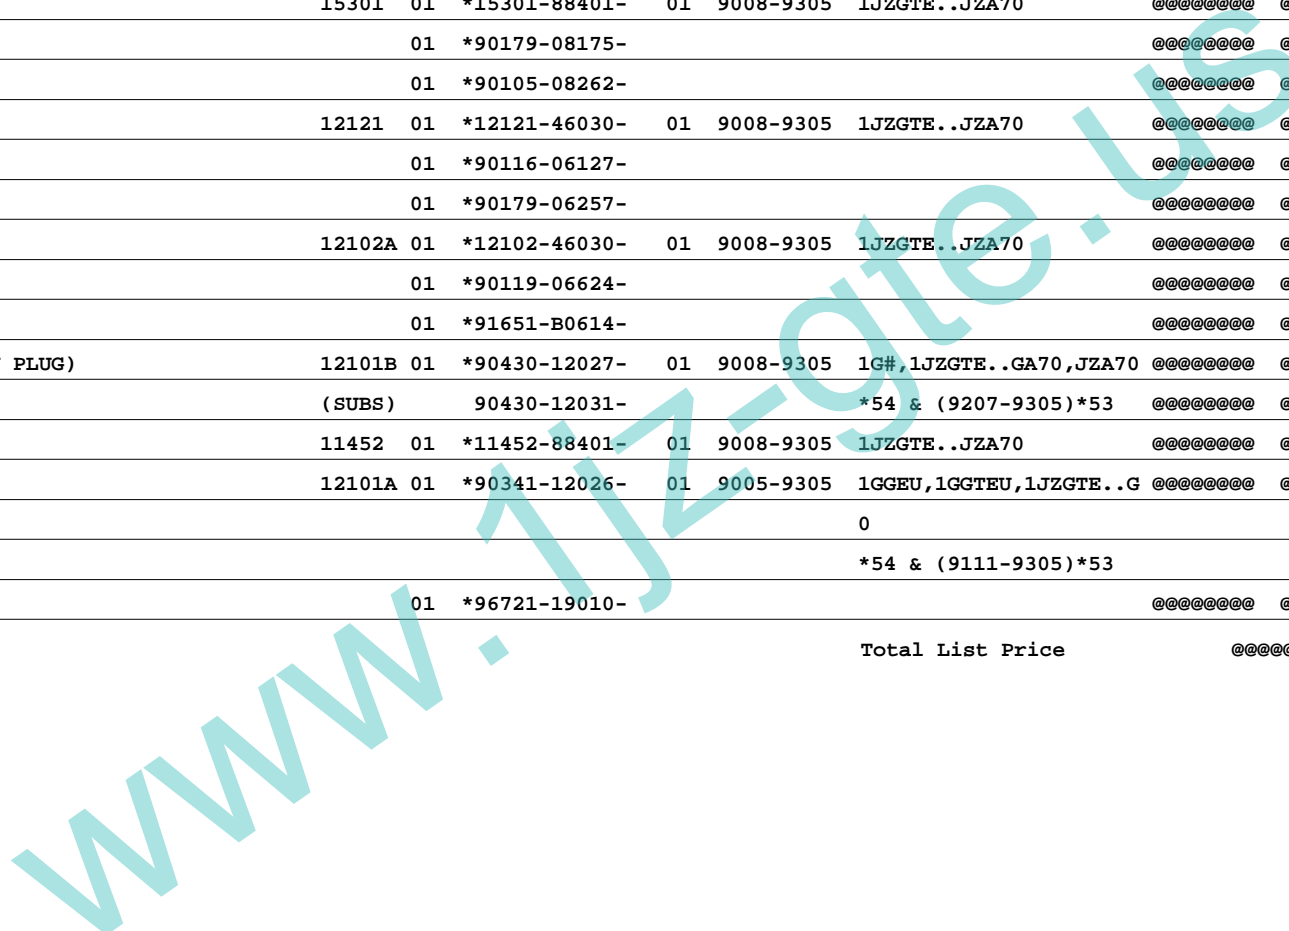 15301 01 *15301-88401- 01 9008-9305 1JZGTE..JZA70 @@@@@@@@ @
01 *90179-08175- @@@@@@@@ @
01 *90105-08262- @@@@@@@@ @
12121 01 *12121-46030- 01 9008-9305 1JZGTE..JZA70 @@@@@@@@ @
01 *90116-06127- @@@@@@@@ @
01 *90179-06257- @@@@@@@@ @
12102A 01 *12102-46030- 01 9008-9305 1JZGTE..JZA70 @@@@@@@@ @
01 *90119-06624- @@@@@@@@ @
01 *91651-B0614- @@@@@@@@ @
PLUG) 12101B 01 *90430-12027- 01 9008-9305 1G#,1JZGTE..GA70,JZA70 @@@@@@@@ @
(SUBS) 90430-12031- *54 & (9207-9305)*53 @@@@@@@@ @
11452 01 *11452-88401- 01 9008-9305 1JZGTE..JZA70 @@@@@@@@ @
12101A 01 *90341-12026- 01 9005-9305 1GGEU,1GGTEU,1JZGTE..G @@@@@@@@ @
0
*54 & (9111-9305)*53
01 *96721-19010- @@@@@@@@ @
Total List Price @@@@@
www.1jz-gte.us